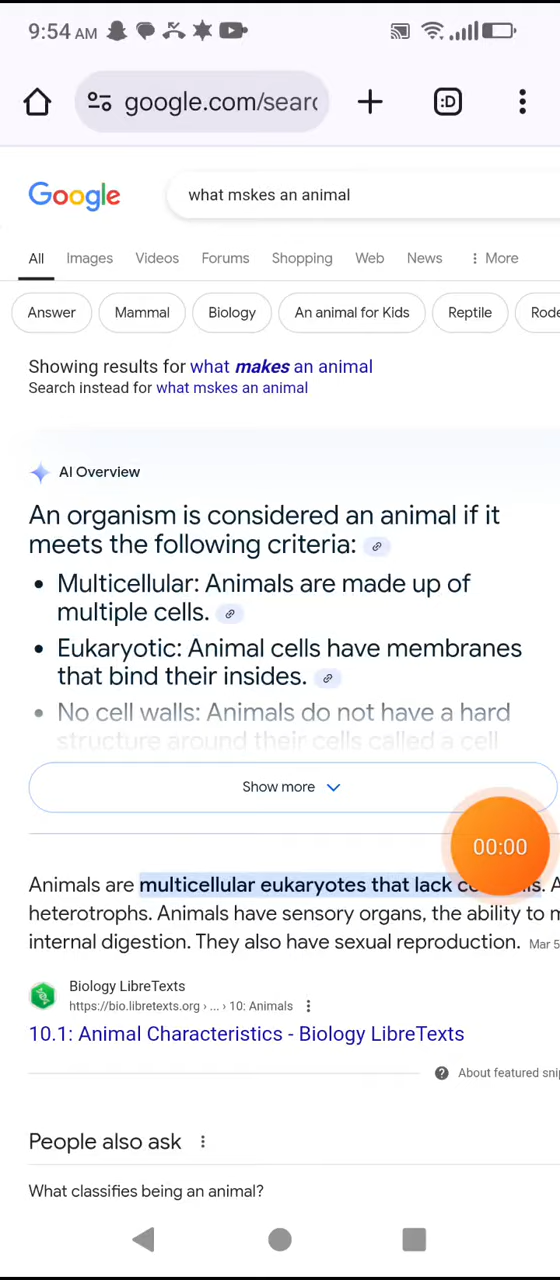 9:54 AM
google.com/searc
:D
Google
what mskes an animal
All Images Videos Forums Shopping Web News More
Answer Mammal Biology An animal for Kids Reptile Rode
Showing results for what makes an animal
Search instead for what mskes an animal
AI Overview
An organism is considered an animal if it
meets the following criteria:
Multicellular: Animals are made up of
multiple cells.
Eukaryotic: Animal cells have membranes
that bind their insides.
No cell walls: Animals do not have a hard
structure around their cells called a cell
Show more
00:00
Animals are multicellular eukaryotes that lack
heterotrophs. Animals have sensory organs, the ability to m
internal digestion. They also have sexual reproduction. Mar 5
Biology LibreTexts
https://bio.libretexts.org › ... › 10: Animals
10.1: Animal Characteristics - Biology LibreTexts
About featured snip
People also ask
What classifies being an animal?